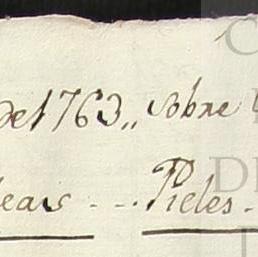 de 1763,, sobre
Pieles -